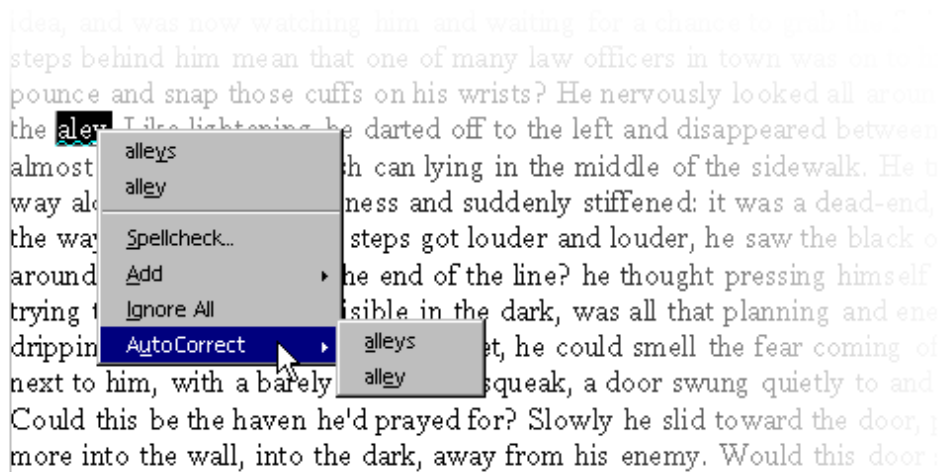 idea, and was now watching him and waiting for a chance to grab
steps behind him mean that one of many law officers in town was on to
pounce and snap those cuffs on his wrists? He nervously looked all aroun
the aley. Like lightening he darted off to the left and disappeared between
almost h can lying in the middle of the sidewalk. He
way alo ness and suddenly stiffened: it was a dead-end,
the way steps got louder and louder, he saw the black
around he end of the line? he thought pressing himself
trying isible in the dark, was all that planning and ene
drippin et, he could smell the fear coming of
next to him, with a barely squeak, a door swung quietly to and
Could this be the haven he'd prayed for? Slowly he slid toward the door,
more into the wall, into the dark, away from his enemy. Would this door
alleys
alley
Spellcheck...
Add
Ignore All
AutoCorrect
alleys
alley